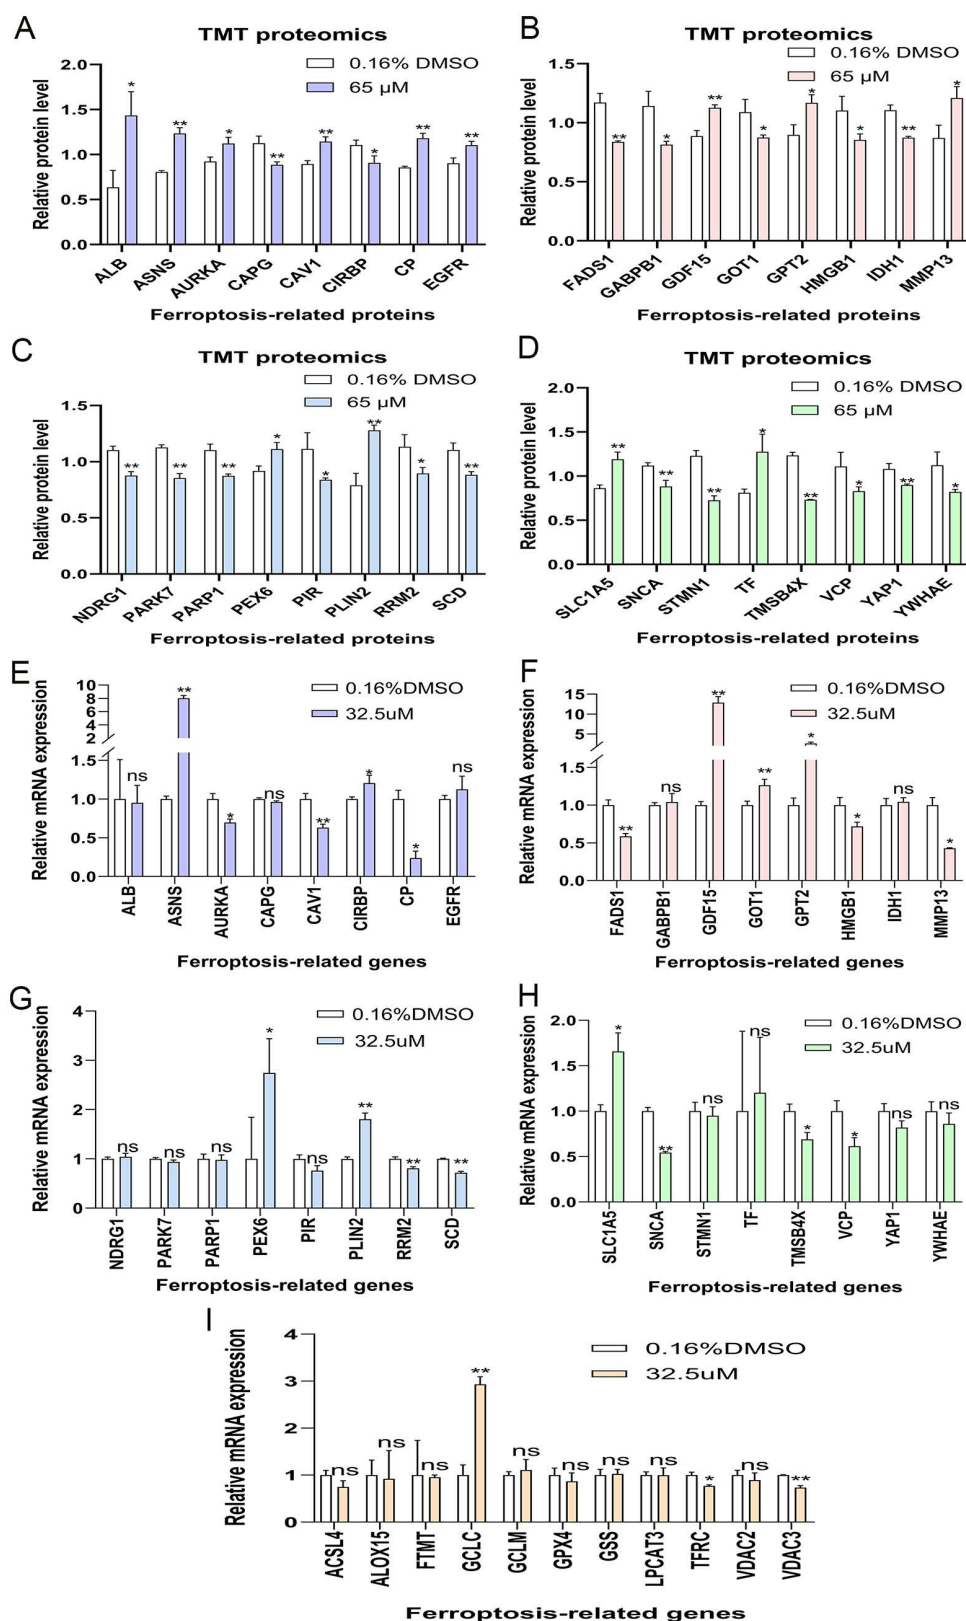 A
TMT proteomics
0.16% DMSO
65 μM
Relative protein level
2.0
1.5
1.0
0.5
0.0
* ** * ** ** * ** **
ALB ASNS AURKA CAPG CAV1 CIRBP CP EGFR
Ferroptosis-related proteins
B
TMT proteomics
0.16% DMSO
65 μM
Relative protein level
1.5
1.0
0.5
0.0
** * ** * * * ** *
FADS1 GABPB1 GDF15 GOT1 GPT2 HMGB1 IDH1 MMP13
Ferroptosis-related proteins
C
TMT proteomics
0.16% DMSO
65 μM
Relative protein level
1.5
1.0
0.5
0.0
** ** ** * * ** * **
NDRG1 PARK7 PARP1 PEX6 PIR PLIN2 RRM2 SCD
Ferroptosis-related proteins
D
TMT proteomics
0.16% DMSO
65 μM
Relative protein level
2.0
1.5
1.0
0.5
0.0
** ** ** * ** * ** *
SLC1A5 SNCA STMN1 TF TMSB4X VCP YAP1 YWHAE
Ferroptosis-related proteins
E
0.16%DMSO
32.5uM
Relative mRNA expression
10
8
6
4
2
1.5
1.0
0.5
0.0
ns ** * ns ** * * ns
ALB ASNS AURKA CAPG CAV1 CIRBP CP EGFR
Ferroptosis-related genes
F
0.16%DMSO
32.5uM
Relative mRNA expression
15
10
5
1.5
1.0
0.5
0.0
** ns ** ** * * ns *
FADS1 GABPB1 GDF15 GOT1 GPT2 HMGB1 IDH1 MMP13
Ferroptosis-related genes
G
0.16%DMSO
32.5uM
Relative mRNA expression
4
3
2
1
0
ns ns ns * ns ** ** **
NDRG1 PARK7 PARP1 PEX6 PIR PLIN2 RRM2 SCD
Ferroptosis-related genes
H
0.16%DMSO
32.5uM
Relative mRNA expression
2.0
1.5
1.0
0.5
0.0
* ** ns ns * * ns ns
SLC1A5 SNCA STMN1 TF TMSB4X VCP YAP1 YWHAE
Ferroptosis-related genes
I
0.16%DMSO
32.5uM
Relative mRNA expression
4
3
2
1
0
ns ns ns ** ns ns ns ns * ns **
ACSL4 ALOX15 FTMT GCLC GCLM GPX4 GSS LPCAT3 TFRC VDAC2 VDAC3
Ferroptosis-related genes